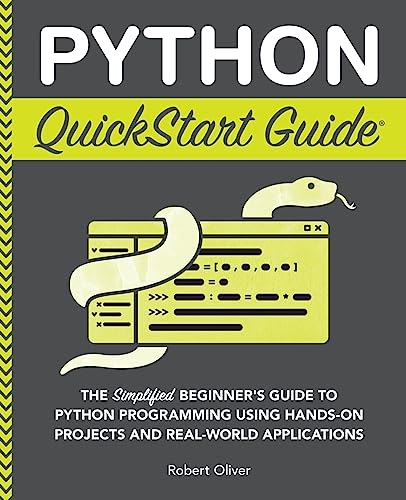 PYTHON
QuickStart Guide®
=[●,●,●,●]
=●
>>> : = *
>>>
>>>
THE Simplified BEGINNER'S GUIDE TO
PYTHON PROGRAMMING USING HANDS-ON
PROJECTS AND REAL-WORLD APPLICATIONS
Robert Oliver